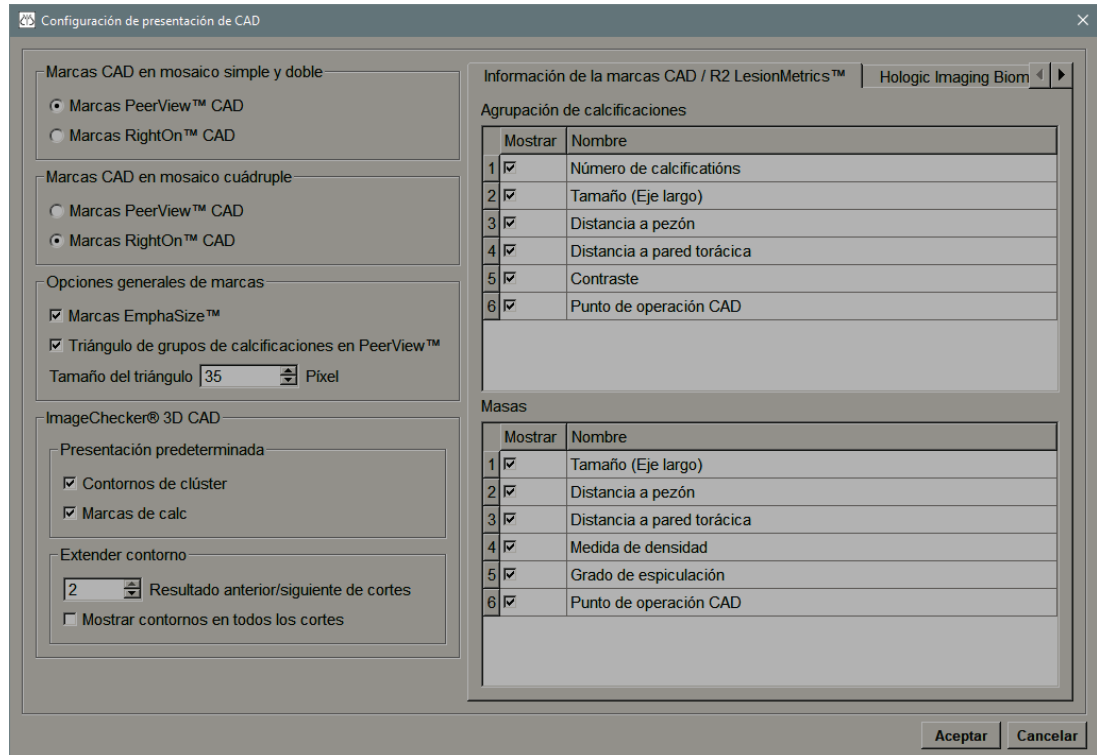 Configuración de presentación de CAD
Marcas CAD en mosaico simple y doble
Marcas PeerView™ CAD
Marcas RightOn™ CAD
Marcas CAD en mosaico cuádruple
Marcas PeerView™ CAD
Marcas RightOn™ CAD
Opciones generales de marcas
Marcas EmphaSize™
Triángulo de grupos de calcificaciones en PeerView™
Tamaño del triángulo 35 Píxel
ImageChecker® 3D CAD
Presentación predeterminada
Contornos de clúster
Marcas de calc
Extender contorno
2 Resultado anterior/siguiente de cortes
Mostrar contornos en todos los cortes
Información de la marcas CAD / R2 LesionMetrics™ Hologic Imaging Biom
Agrupación de calcificaciones
Mostrar Nombre
1 Número de calcificatións
2 Tamaño (Eje largo)
3 Distancia a pezón
4 Distancia a pared torácica
5 Contraste
6 Punto de operación CAD
Masas
Mostrar Nombre
1 Tamaño (Eje largo)
2 Distancia a pezón
3 Distancia a pared torácica
4 Medida de densidad
5 Grado de espiculación
6 Punto de operación CAD
Aceptar Cancelar